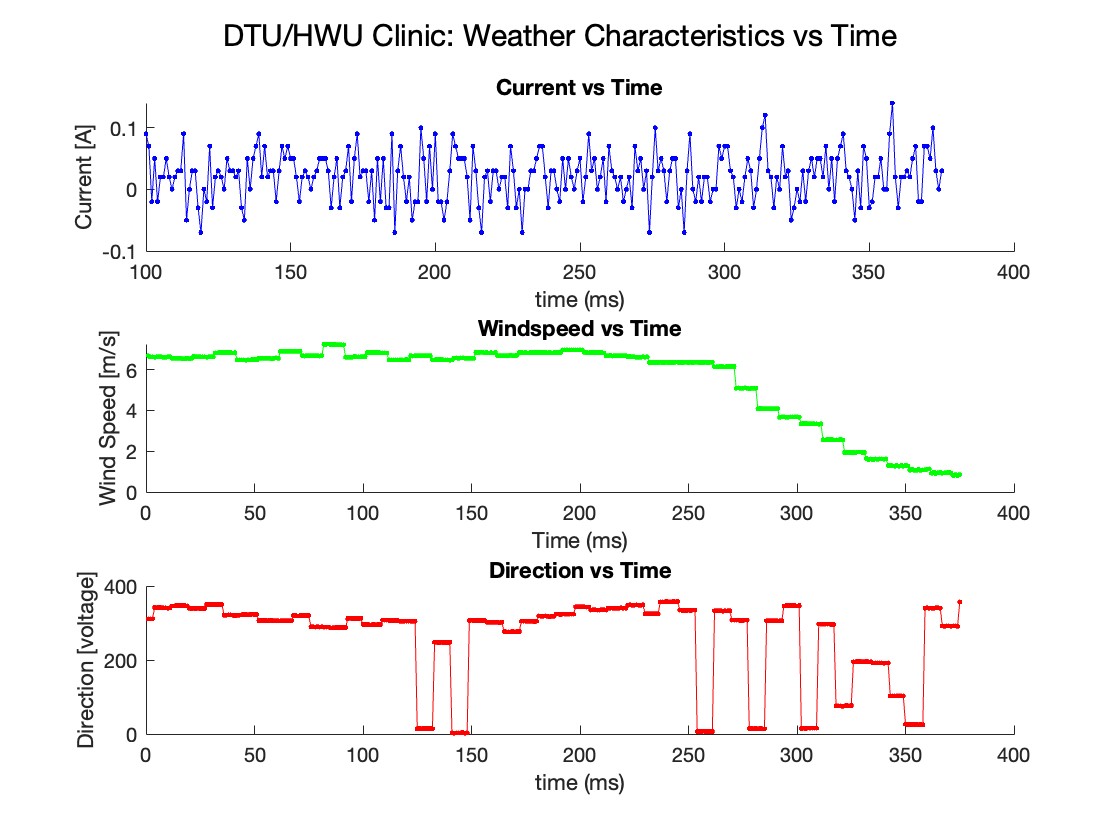 DTU/HWU Clinic: Weather Characteristics vs Time
Current vs Time
Current [A]
0.1
0
-0.1
100 150 200 250 300 350 400
time (ms)
Windspeed vs Time
Wind Speed [m/s]
6
4
2
0
0 50 100 150 200 250 300 350 400
Time (ms)
Direction vs Time
Direction [voltage]
400
200
0
0 50 100 150 200 250 300 350 400
time (ms)